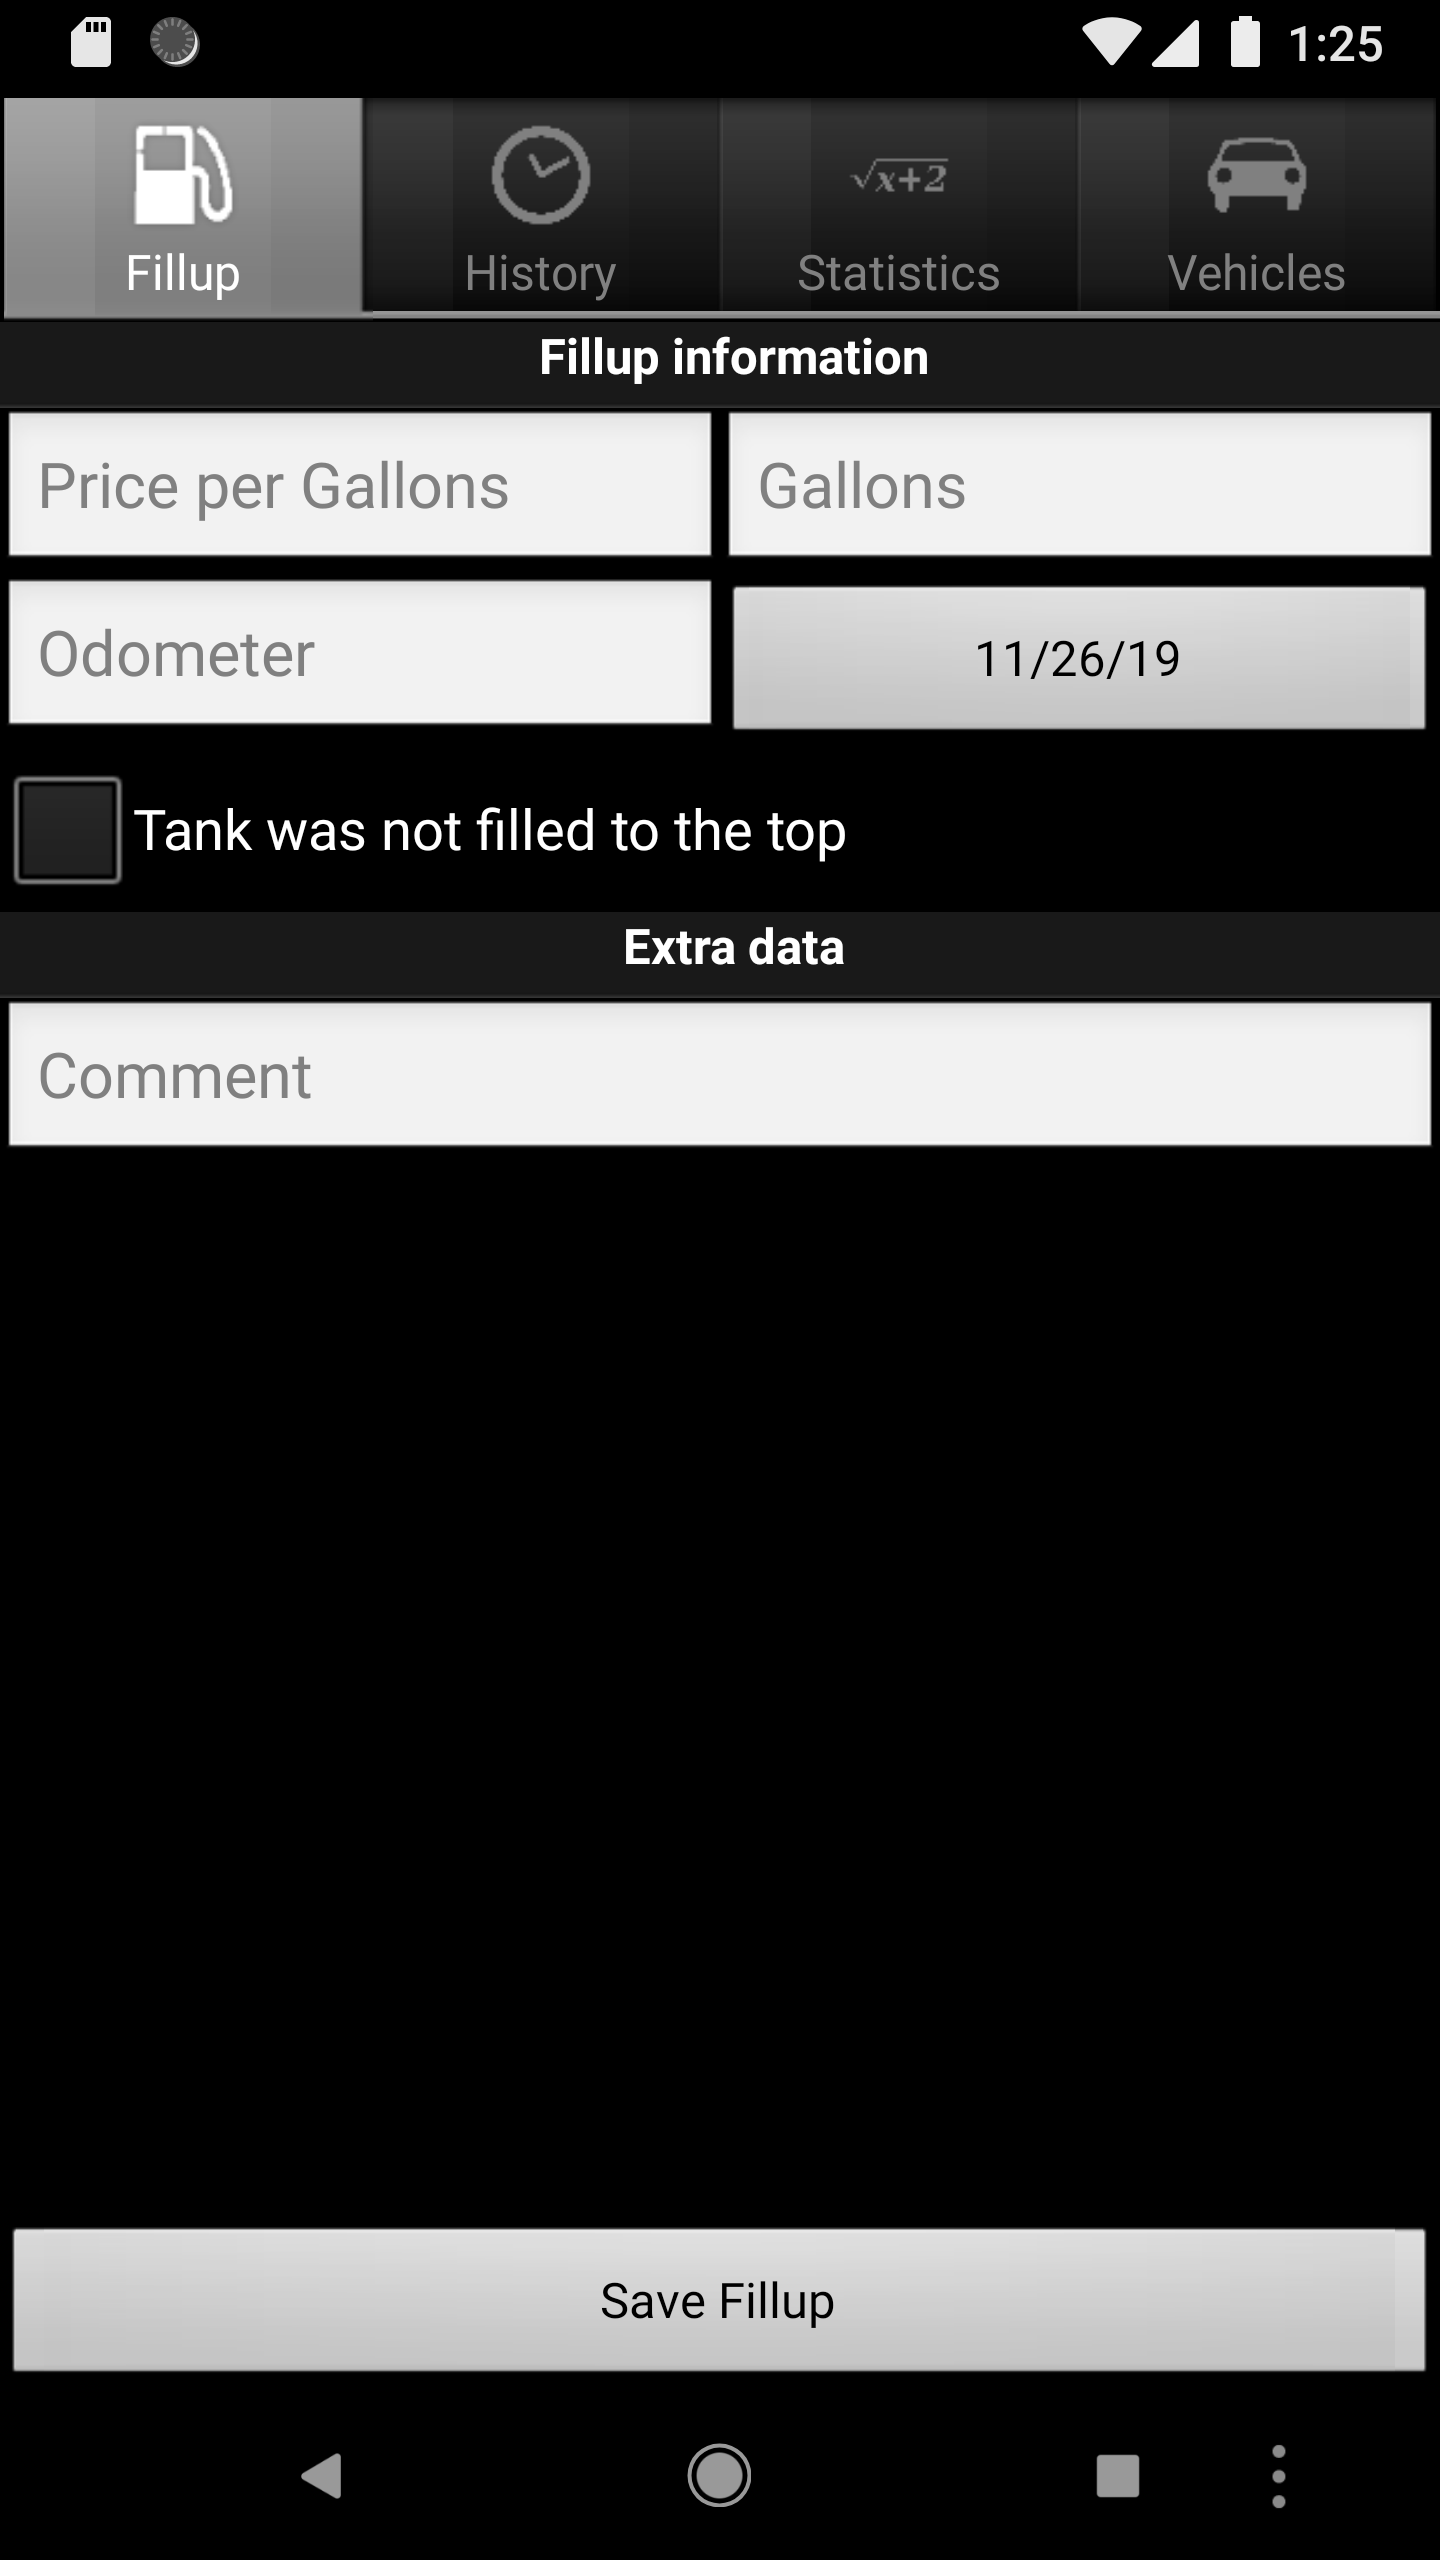 1:25
Fillup
History
√x+2
Statistics
Vehicles
Fillup information
Price per Gallons
Gallons
Odometer
11/26/19
Tank was not filled to the top
Extra data
Comment
Save Fillup